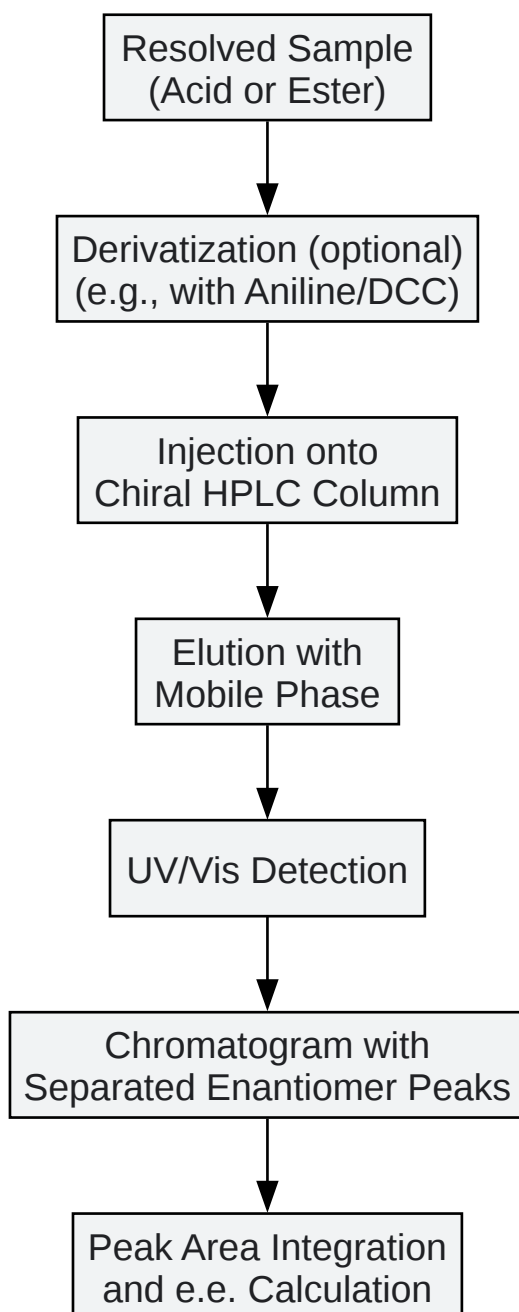 Resolved Sample
(Acid or Ester)
Derivatization (optional)
(e.g., with Aniline/DCC)
Injection onto
Chiral HPLC Column
Elution with
Mobile Phase
UV/Vis Detection
Chromatogram with
Separated Enantiomer Peaks
Peak Area Integration
and e.e. Calculation